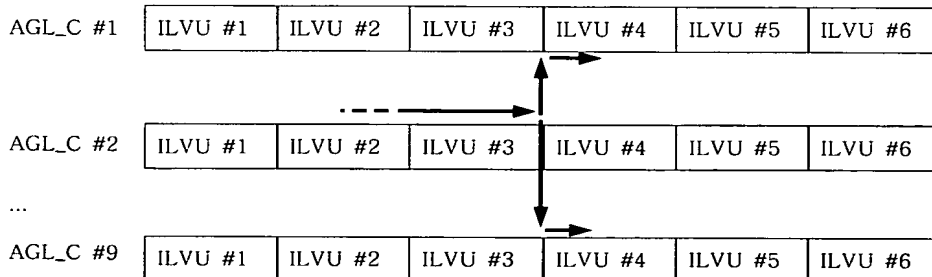 AGL_C #1 ILVU #1 ILVU #2 ILVU #3 ILVU #4 ILVU #5 ILVU #6
AGL_C #2 ILVU #1 ILVU #2 ILVU #3 ILVU #4 ILVU #5 ILVU #6
...
AGL_C #9 ILVU #1 ILVU #2 ILVU #3 ILVU #4 ILVU #5 ILVU #6